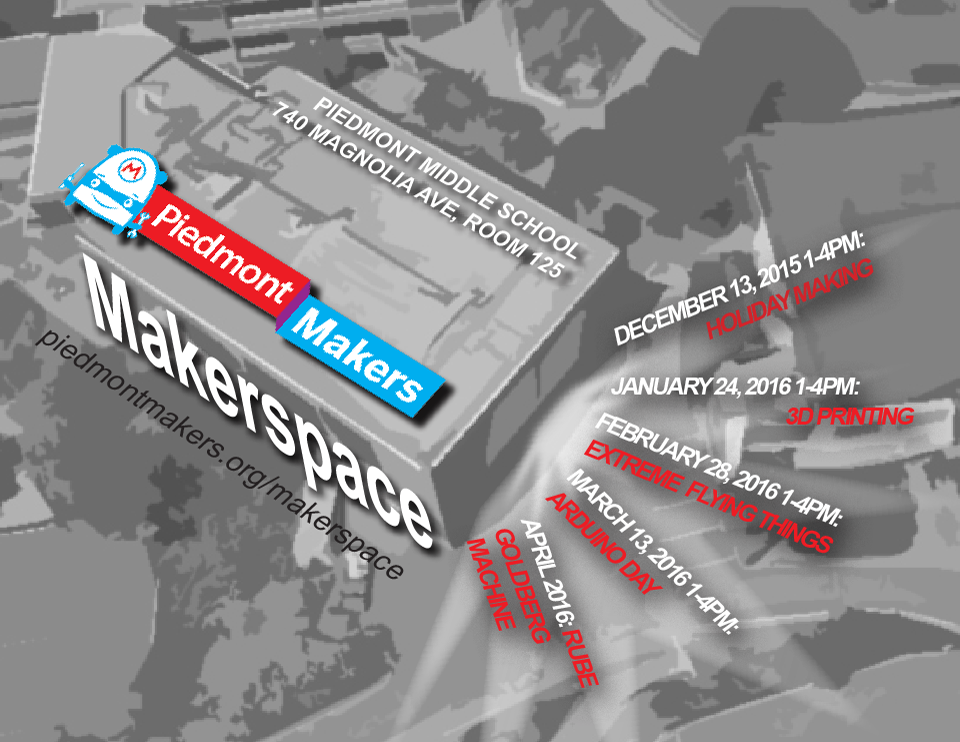 PIEDMONT MIDDLE SCHOOL
740 MAGNOLIA AVE, ROOM 125
M
Piedmont
Makers
Makerspace
piedmontmakers.org/makerspace
DECEMBER 13, 2015 1-4PM:
HOLIDAY MAKING
JANUARY 24, 2016 1-4PM:
3D PRINTING
FEBRUARY 28, 2016 1-4PM:
EXTREME FLYING THINGS
MARCH 13, 2016 1-4PM:
ARDUINO DAY
APRIL 2016: RUBE
GOLDBERG
MACHINE